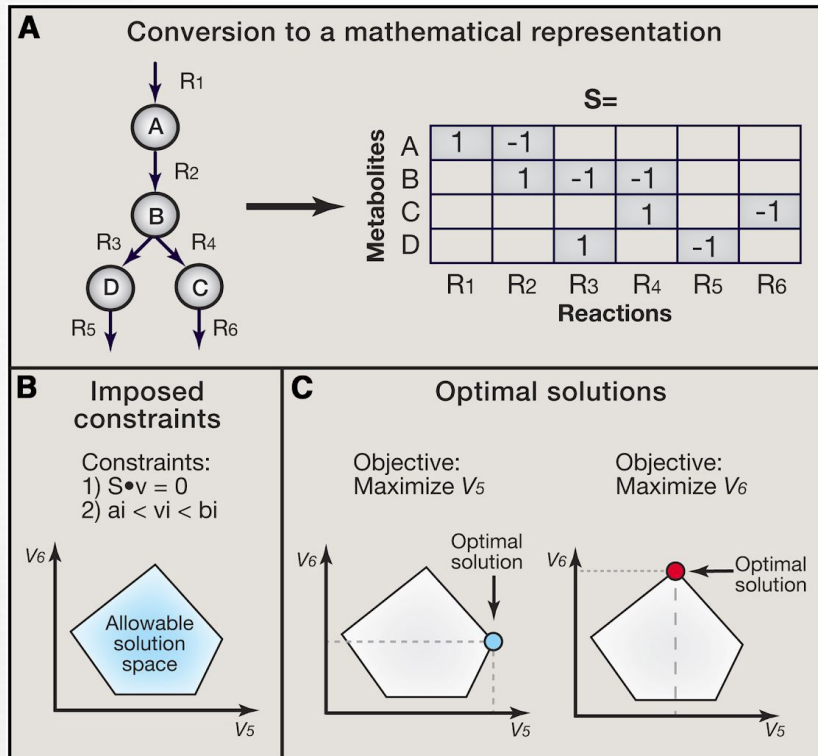 A Conversion to a mathematical representation
R1
A
R2
B
R3 R4
D C
R5 R6
S=
Metabolites
A 1 -1
B 1 -1 -1
C 1 -1
D 1 -1
R1 R2 R3 R4 R5 R6
Reactions
B Imposed
constraints
Constraints:
1) S•v = 0
2) ai < vi < bi
V6
Allowable
solution
space
V5
C Optimal solutions
Objective:
Maximize V5
Optimal
solution
V6
V5
Objective:
Maximize V6
V6
Optimal
solution
V5